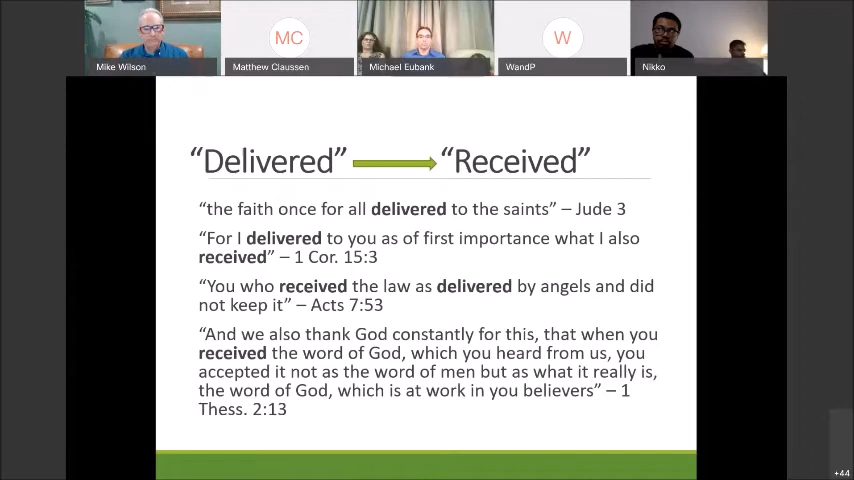 MC
W
Mike Wilson
Matthew Claussen
Michael Eubank
WandP
Nikko
“Delivered” “Received”
“the faith once for all delivered to the saints” – Jude 3
“For I delivered to you as of first importance what I also
received” – 1 Cor. 15:3
“You who received the law as delivered by angels and did
not keep it” – Acts 7:53
“And we also thank God constantly for this, that when you
received the word of God, which you heard from us, you
accepted it not as the word of men but as what it really is,
the word of God, which is at work in you believers” – 1
Thess. 2:13
+44